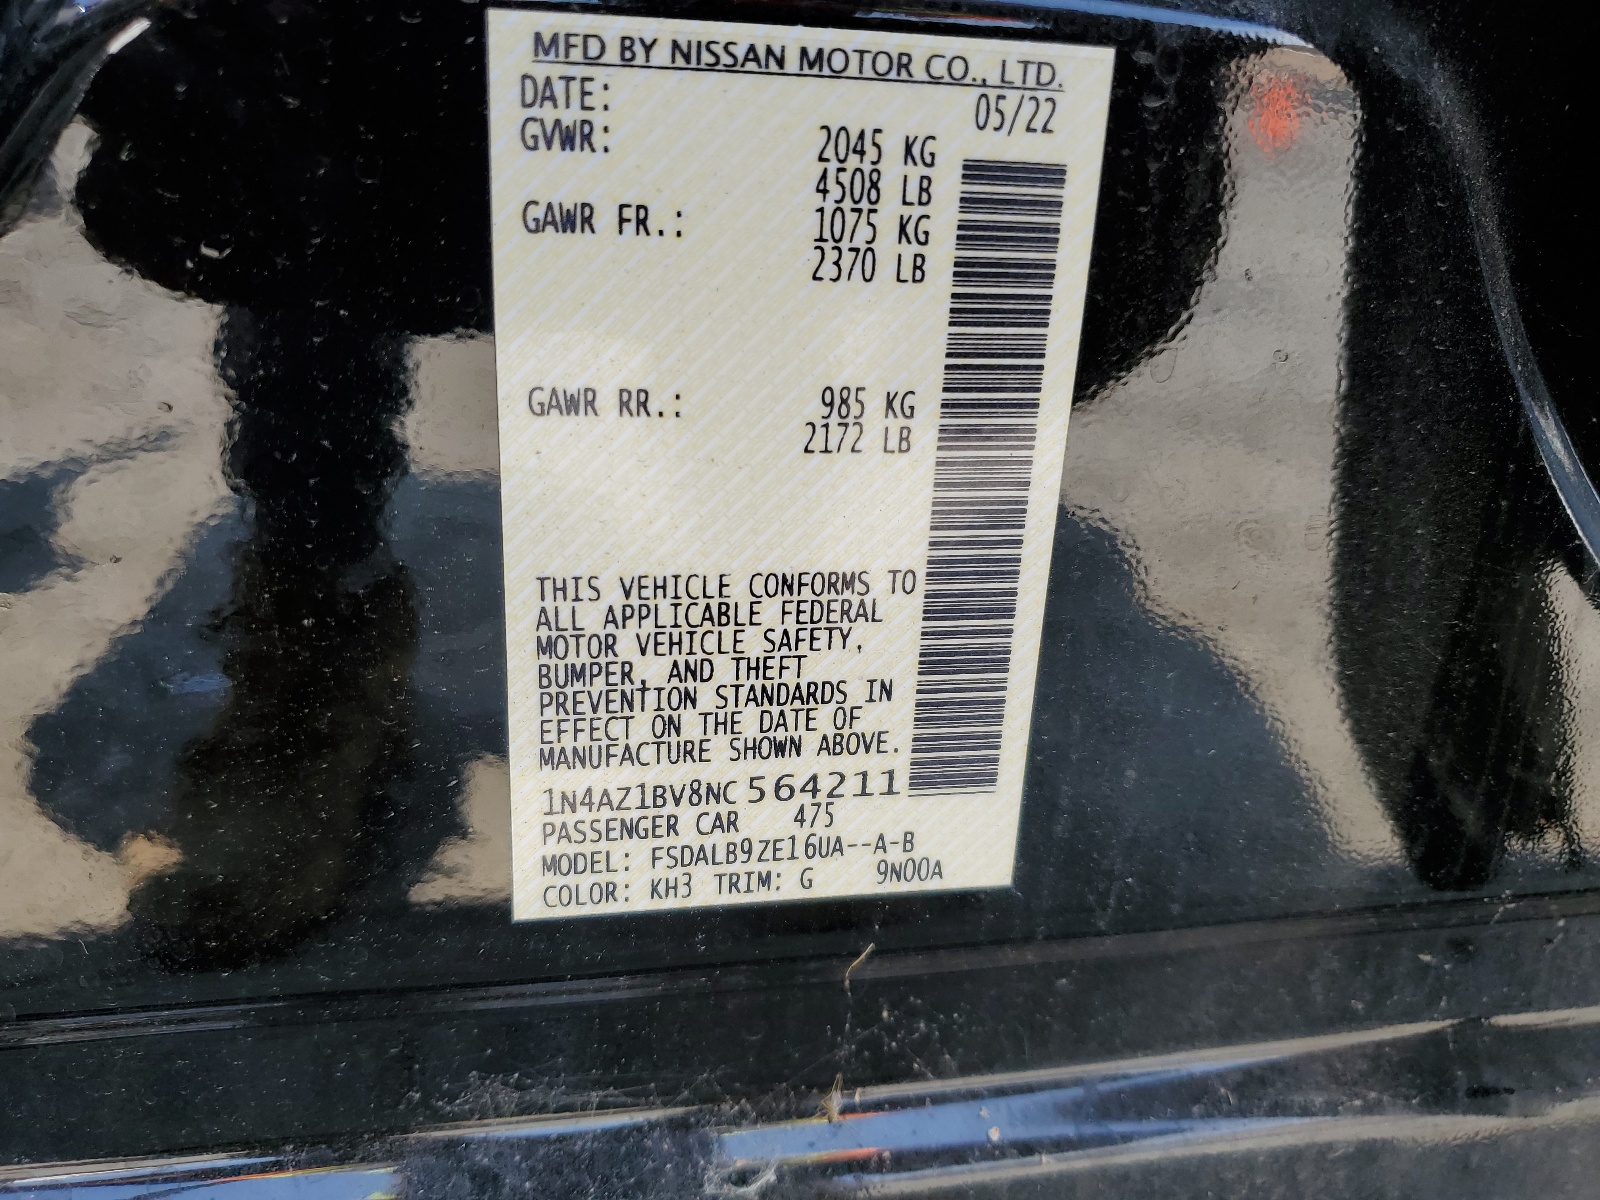 MFD BY NISSAN MOTOR CO., LTD.
DATE: 05/22
GVWR: 2045 KG
4508 LB
GAWR FR.: 1075 KG
2370 LB
GAWR RR.: 985 KG
2172 LB
THIS VEHICLE CONFORMS TO
ALL APPLICABLE FEDERAL
MOTOR VEHICLE SAFETY,
BUMPER, AND THEFT
PREVENTION STANDARDS IN
EFFECT ON THE DATE OF
MANUFACTURE SHOWN ABOVE.
1N4AZ1BV8NC564211
PASSENGER CAR 475
MODEL: FSDALB9ZE16UA--A-B
COLOR: KH3 TRIM: G 9N00A